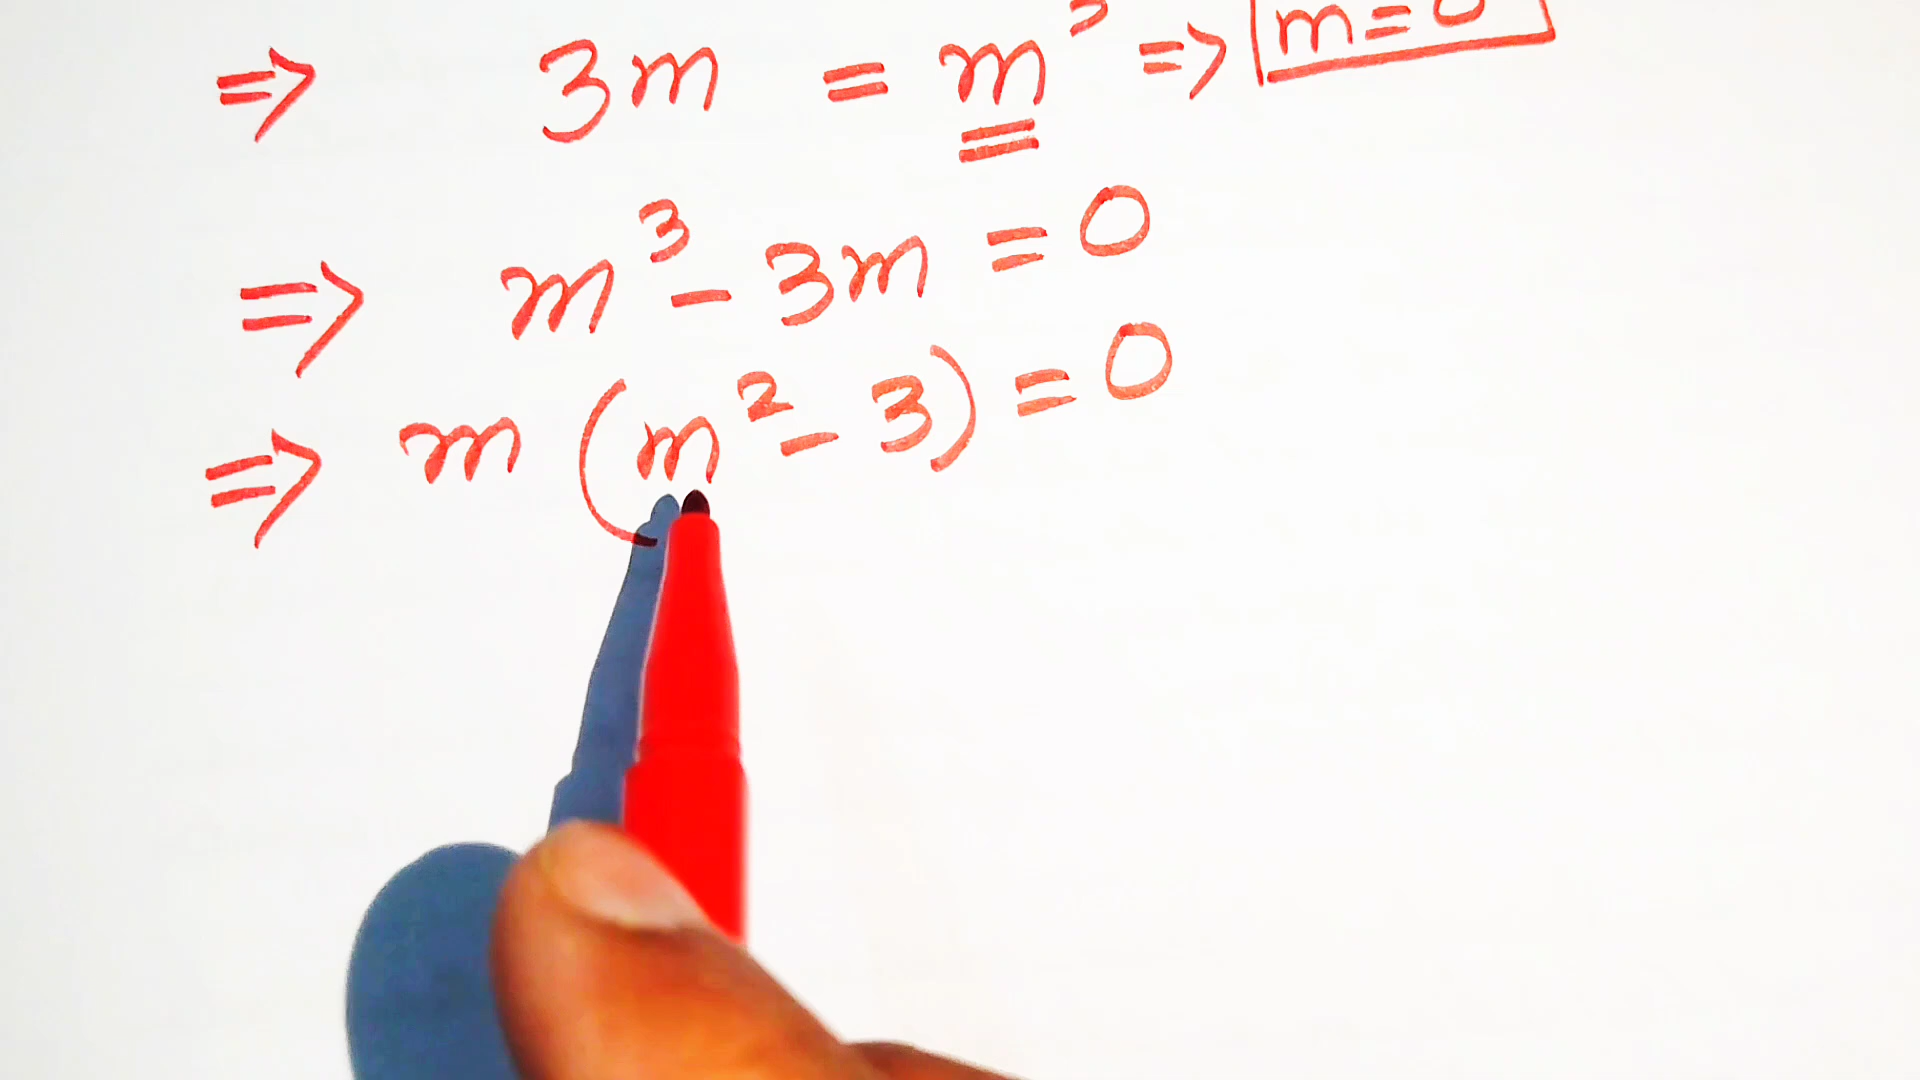 ⇒ 3m = m³ ⇒ m=0
⇒ m³ - 3m = 0
⇒ m (m² - 3) = 0